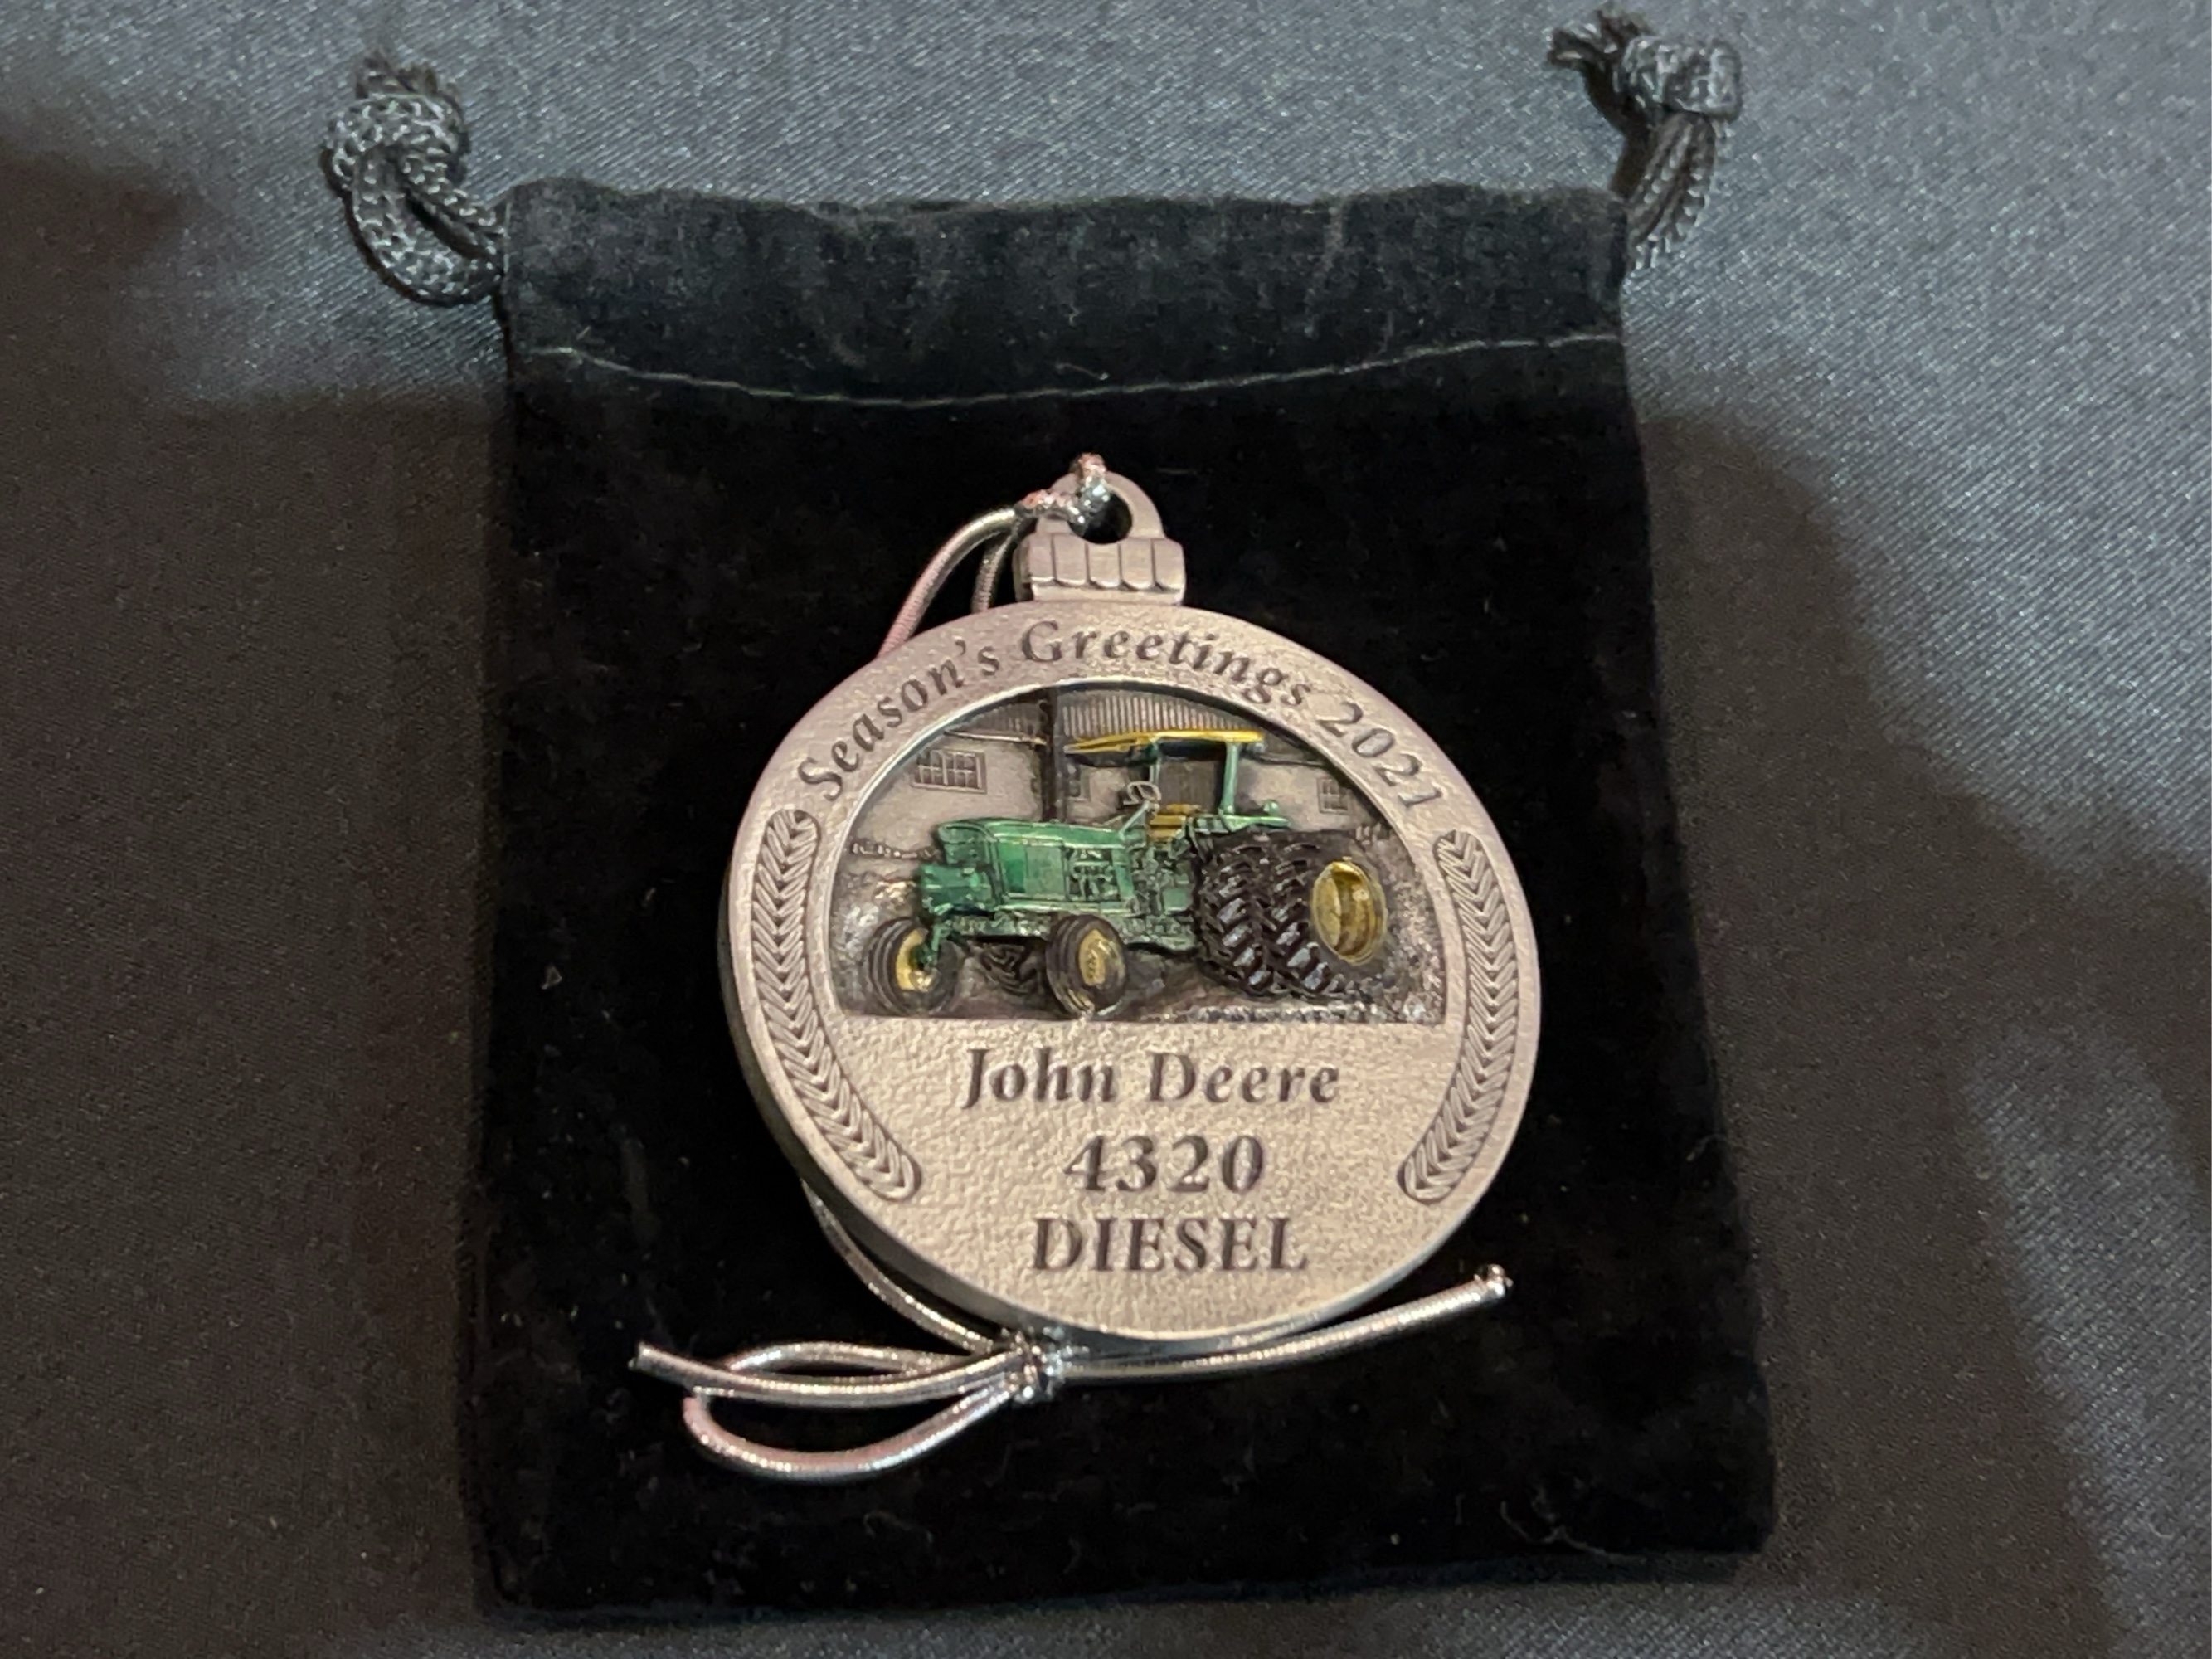 Season's Greetings 2021
John Deere
4320
DIESEL